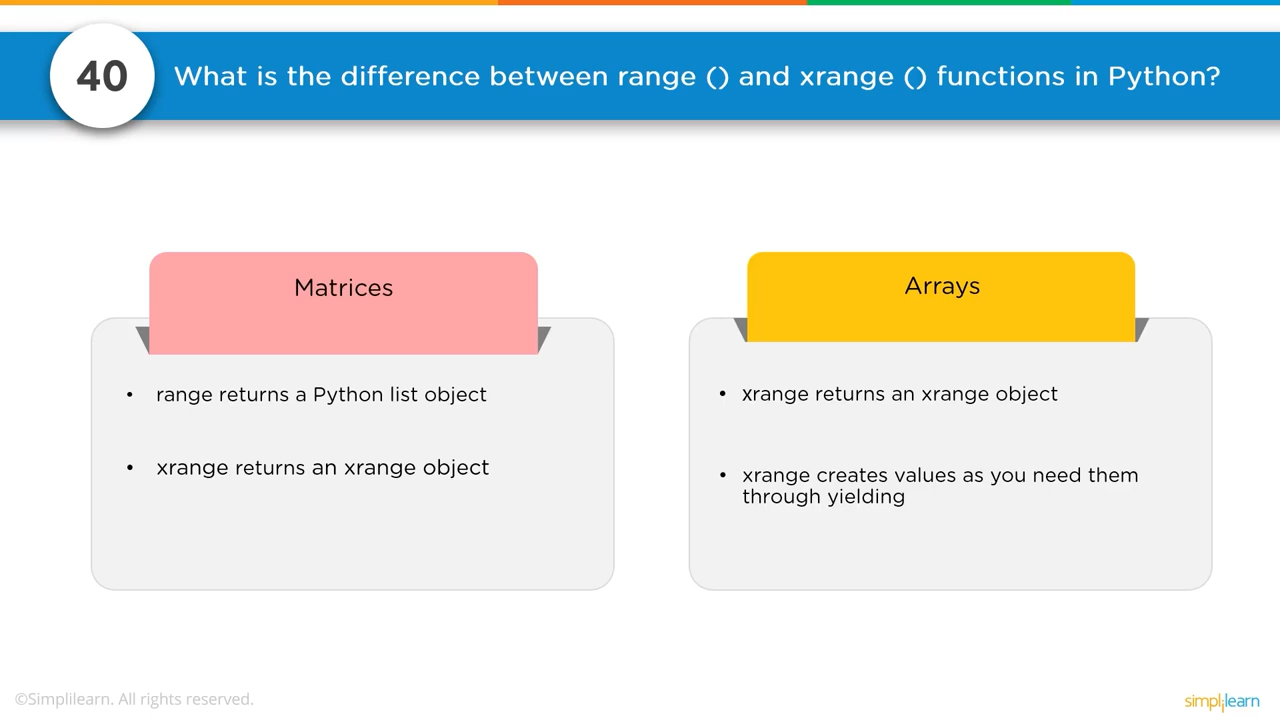 40
What is the difference between range () and xrange () functions in Python?
Matrices
• range returns a Python list object
• xrange returns an xrange object
Arrays
• xrange returns an xrange object
• xrange creates values as you need them
through yielding
©Simplilearn. All rights reserved.
simplilearn